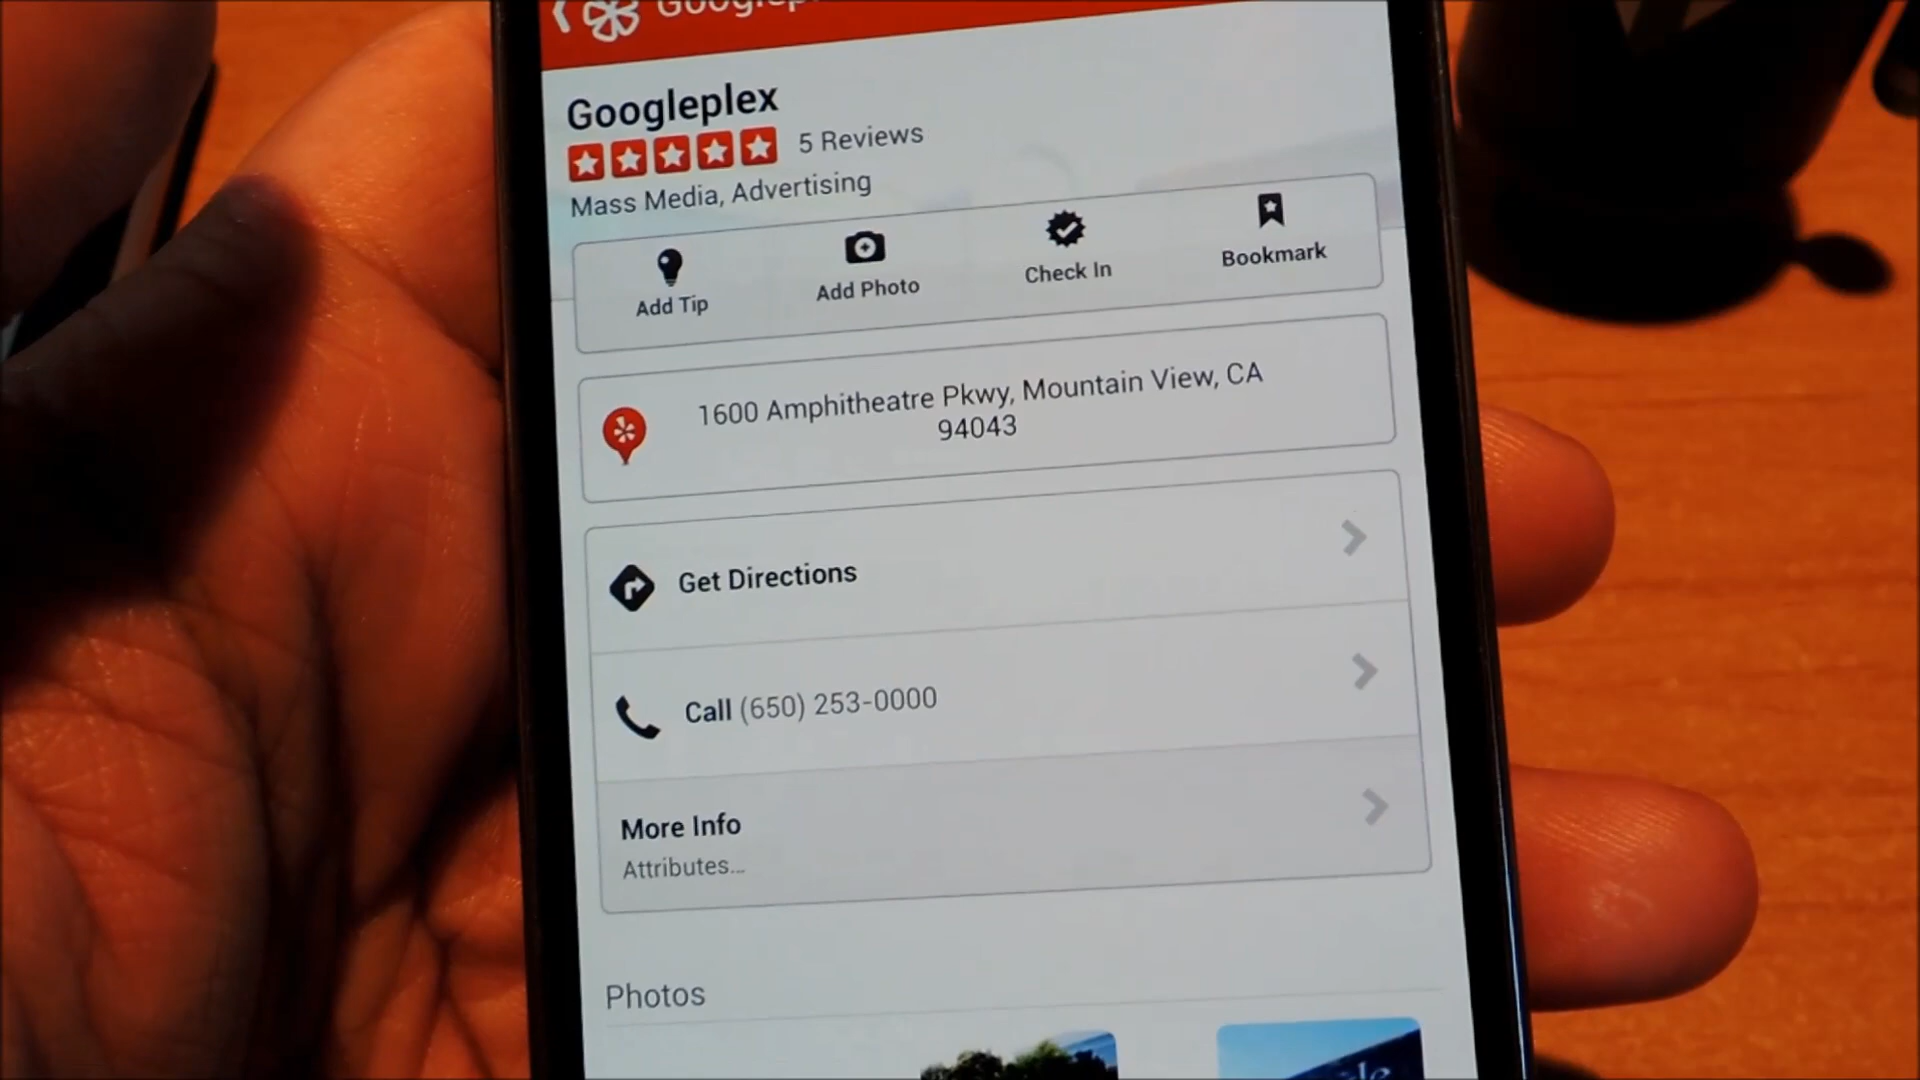 Googleplex
5 Reviews
Mass Media, Advertising
Add Tip
Add Photo
Check In
Bookmark
1600 Amphitheatre Pkwy, Mountain View, CA
94043
Get Directions
Call (650) 253-0000
More Info
Attributes...
Photos